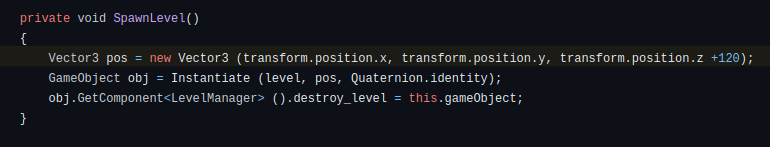 private void SpawnLevel()
{
    Vector3 pos = new Vector3 (transform.position.x, transform.position.y, transform.position.z +120);
    GameObject obj = Instantiate (level, pos, Quaternion.identity);
    obj.GetComponent<LevelManager> ().destroy_level = this.gameObject;
}